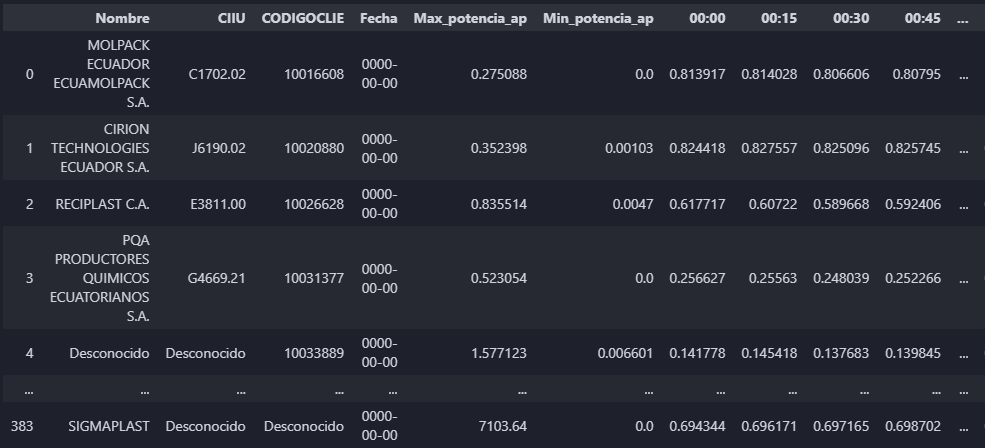 Nombre CIIU CODIGOCLIE Fecha Max_potencia_ap Min_potencia_ap 00:00 00:15 00:30 00:45 ...
0 MOLPACK ECUADOR ECUAMOLPACK S.A. C1702.02 10016608 0000-00-00 0.275088 0.0 0.813917 0.814028 0.806606 0.80795 ...
1 CIRION TECHNOLOGIES ECUADOR S.A. J6190.02 10020880 0000-00-00 0.352398 0.00103 0.824418 0.827557 0.825096 0.825745 ...
2 RECIPLAST C.A. E3811.00 10026628 0000-00-00 0.835514 0.0047 0.617717 0.60722 0.589668 0.592406 ...
3 PQA PRODUCTORES QUIMICOS ECUATORIANOS S.A. G4669.21 10031377 0000-00-00 0.523054 0.0 0.256627 0.25563 0.248039 0.252266 ...
4 Desconocido Desconocido 10033889 0000-00-00 1.577123 0.006601 0.141778 0.145418 0.137683 0.139845 ...
... ... ... ... ... ... ... ... ... ... ... ...
383 SIGMAPLAST Desconocido Desconocido 0000-00-00 7103.64 0.0 0.694344 0.696171 0.697165 0.698702 ...